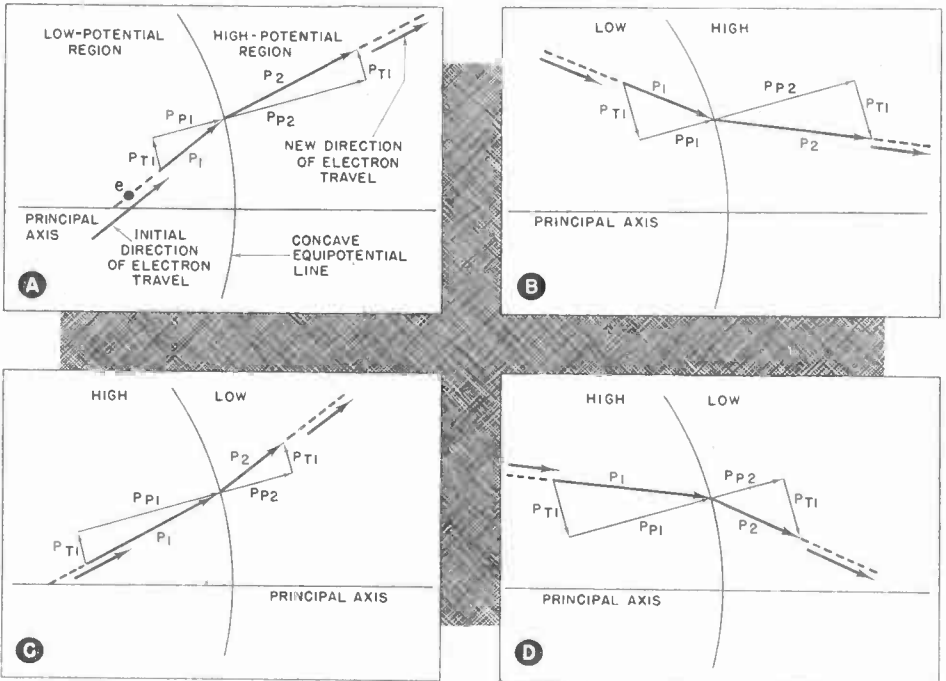 LOW-POTENTIAL
REGION
HIGH-POTENTIAL
REGION
P2
PT1
PP1
PP2
PT1
P1
NEW DIRECTION
OF ELECTRON
TRAVEL
e
PRINCIPAL
AXIS
INITIAL
DIRECTION
OF ELECTRON
TRAVEL
CONCAVE
EQUIPOTENTIAL
LINE
A
LOW
HIGH
P1
PP2
PT1
PT1
PP1
P2
PRINCIPAL AXIS
B
HIGH
LOW
P2
PT1
PP1
PP2
PT1
P1
PRINCIPAL AXIS
C
HIGH
LOW
P1
PP2
PT1
PT1
PP1
P2
PRINCIPAL AXIS
D